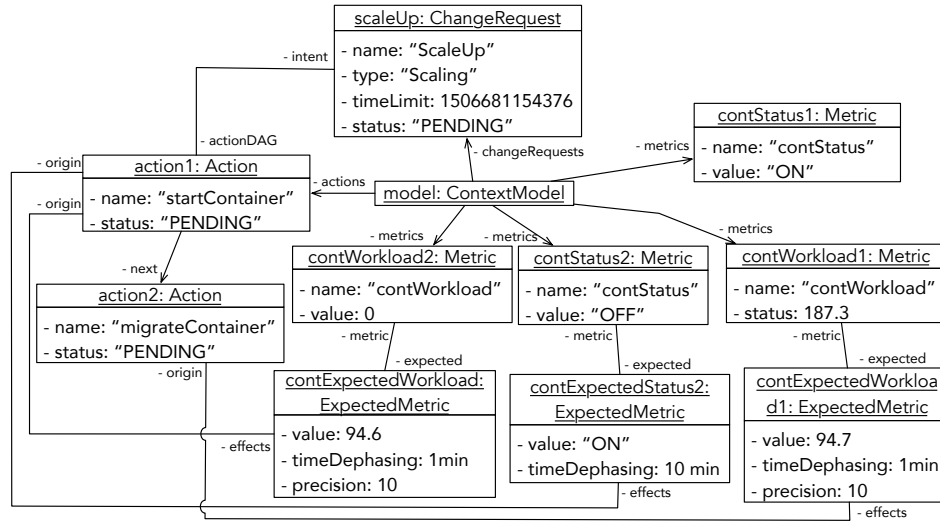 scaleUp: ChangeRequest
- name: “ScaleUp”
- type: “Scaling”
- timeLimit: 1506681154376
- status: “PENDING”
- intent
- actionDAG
- changeRequests
- metrics
contStatus1: Metric
- name: “contStatus”
- value: “ON”
- origin
- origin
action1: Action
- name: “startContainer”
- status: “PENDING”
- actions
model: ContextModel
- next
action2: Action
- name: “migrateContainer”
- status: “PENDING”
- origin
- metrics
contWorkload2: Metric
- name: “contWorkload”
- value: 0
- metrics
contStatus2: Metric
- name: “contStatus”
- value: “OFF”
- metrics
contWorkload1: Metric
- name: “contWorkload”
- status: 187.3
- metric
- expected
contExpectedWorkload:
ExpectedMetric
- value: 94.6
- timeDephasing: 1min
- precision: 10
- effects
- metric
- expected
contExpectedStatus2:
ExpectedMetric
- value: “ON”
- timeDephasing: 10 min
- effects
- metric
- expected
contExpectedWorkloa
d1: ExpectedMetric
- value: 94.7
- timeDephasing: 1min
- precision: 10
- effects